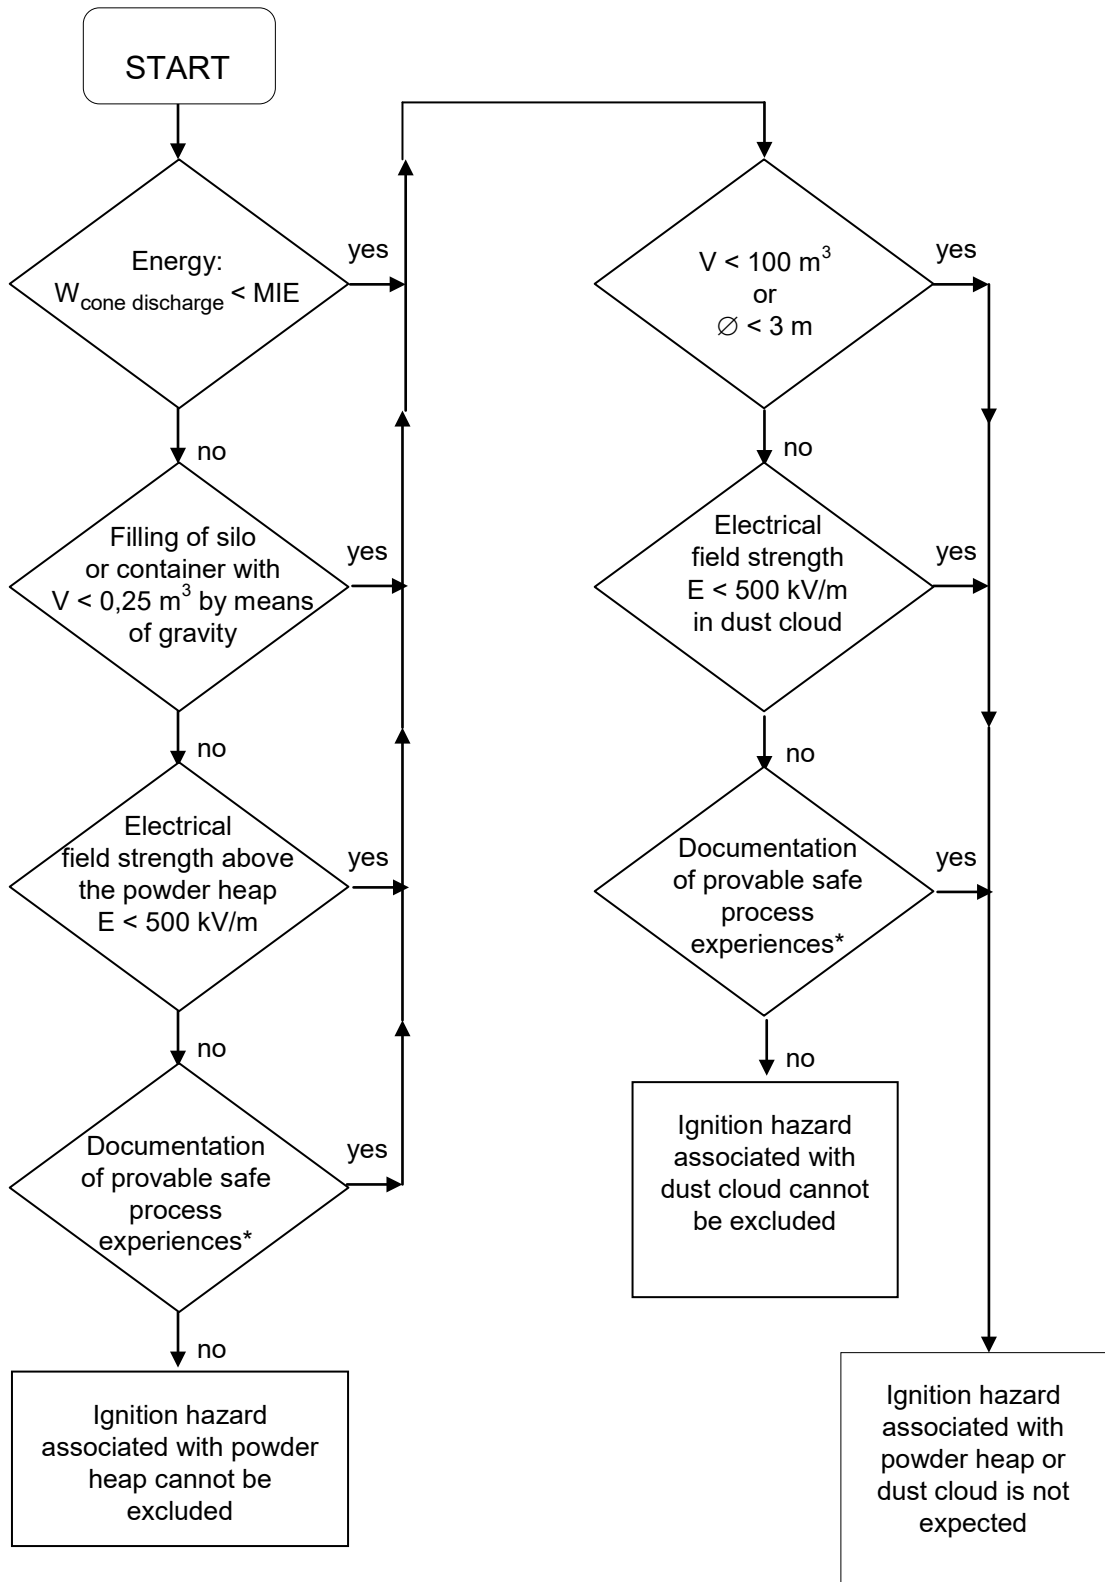 START
Energy:
W cone discharge < MIE
yes
no
Filling of silo
or container with
V < 0,25 m³ by means
of gravity
yes
no
Electrical
field strength above
the powder heap
E < 500 kV/m
yes
no
Documentation
of provable safe
process
experiences*
yes
no
Ignition hazard
associated with powder
heap cannot be
excluded
V < 100 m³
or
∅ < 3 m
yes
no
Electrical
field strength
E < 500 kV/m
in dust cloud
yes
no
Documentation
of provable safe
process
experiences*
yes
no
Ignition hazard
associated with
dust cloud cannot
be excluded
Ignition hazard
associated with
powder heap or
dust cloud is not
expected